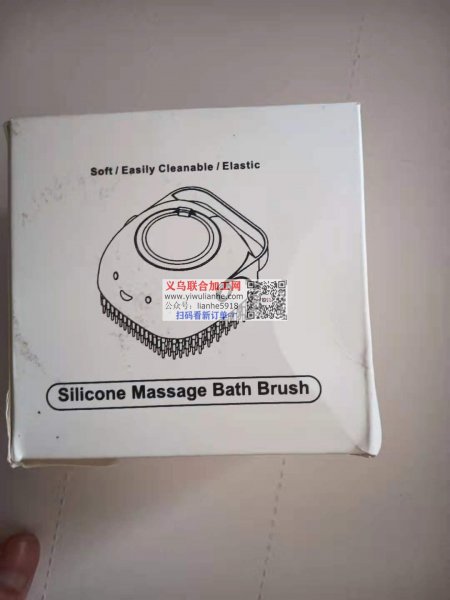 Soft / Easily Cleanable / Elastic
义乌联合加工网
www.yiwulianhe.com
公众号：lianhe5918
扫码看新订单
Silicone Massage Bath Brush